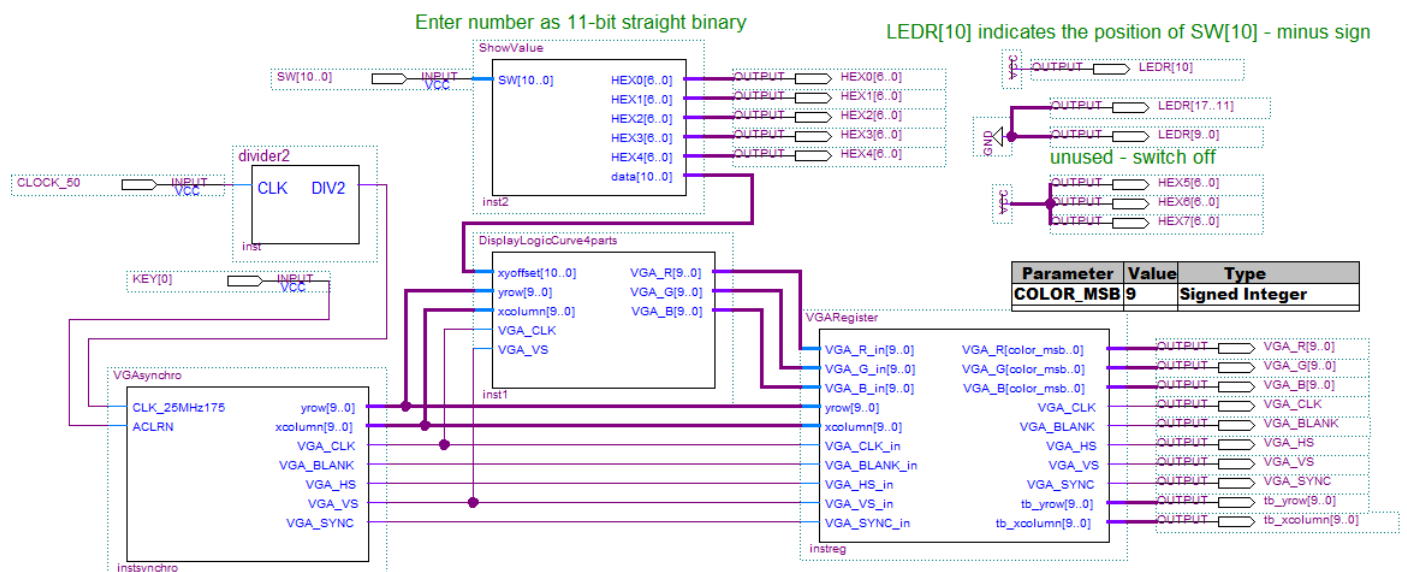 Enter number as 11-bit straight binary
LEDR[10] indicates the position of SW[10] - minus sign
ShowValue
SW[10..0] INPUT VCC
SW[10..0]
HEX0[6..0]
HEX1[6..0]
HEX2[6..0]
HEX3[6..0]
HEX4[6..0]
data[10..0]
inst2
OUTPUT HEX0[6..0]
OUTPUT HEX1[6..0]
OUTPUT HEX2[6..0]
OUTPUT HEX3[6..0]
OUTPUT HEX4[6..0]
VCC OUTPUT LEDR[10]
OUTPUT LEDR[17..11]
GND OUTPUT LEDR[9..0]
unused - switch off
OUTPUT HEX5[6..0]
VCC OUTPUT HEX6[6..0]
OUTPUT HEX7[6..0]
divider2
CLOCK_50 INPUT VCC
CLK DIV2
inst
KEY[0] INPUT VCC
DisplayLogicCurve4parts
xyoffset[10..0] VGA_R[9..0]
yrow[9..0] VGA_G[9..0]
xcolumn[9..0] VGA_B[9..0]
VGA_CLK
VGA_VS
inst1
Parameter Value Type
COLOR_MSB 9 Signed Integer
VGAsynchro
CLK_25MHz175 yrow[9..0]
ACLRN xcolumn[9..0]
VGA_CLK
VGA_BLANK
VGA_HS
VGA_VS
VGA_SYNC
instsynchro
VGARegister
VGA_R_in[9..0] VGA_R[color_msb..0]
VGA_G_in[9..0] VGA_G[color_msb..0]
VGA_B_in[9..0] VGA_B[color_msb..0]
yrow[9..0] VGA_CLK
xcolumn[9..0] VGA_BLANK
VGA_CLK_in VGA_HS
VGA_BLANK_in VGA_VS
VGA_HS_in VGA_SYNC
VGA_VS_in tb_yrow[9..0]
VGA_SYNC_in tb_xcolumn[9..0]
instreg
OUTPUT VGA_R[9..0]
OUTPUT VGA_G[9..0]
OUTPUT VGA_B[9..0]
OUTPUT VGA_CLK
OUTPUT VGA_BLANK
OUTPUT VGA_HS
OUTPUT VGA_VS
OUTPUT VGA_SYNC
OUTPUT tb_yrow[9..0]
OUTPUT tb_xcolumn[9..0]